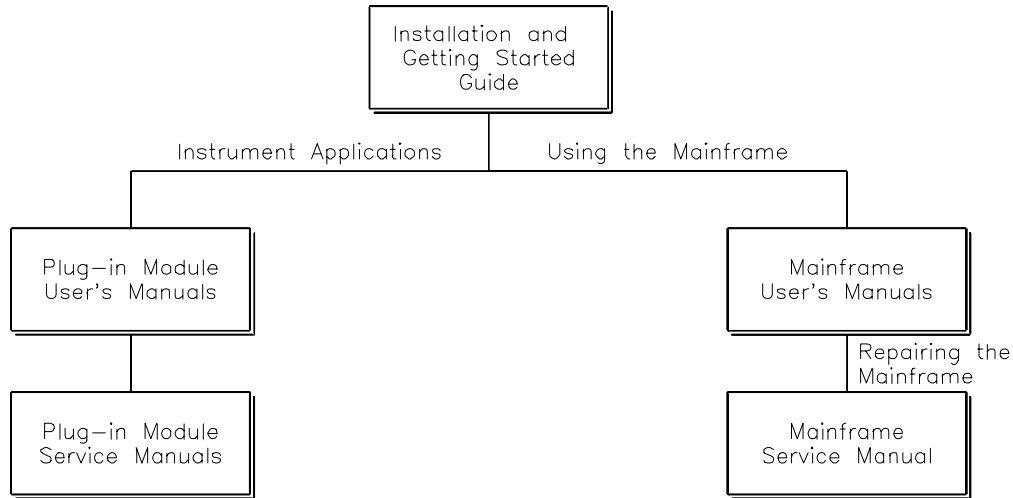 Installation and
Getting Started
Guide
Instrument Applications
Using the Mainframe
Plug-in Module
User's Manuals
Mainframe
User's Manuals
Repairing the
Mainframe
Plug-in Module
Service Manuals
Mainframe
Service Manual